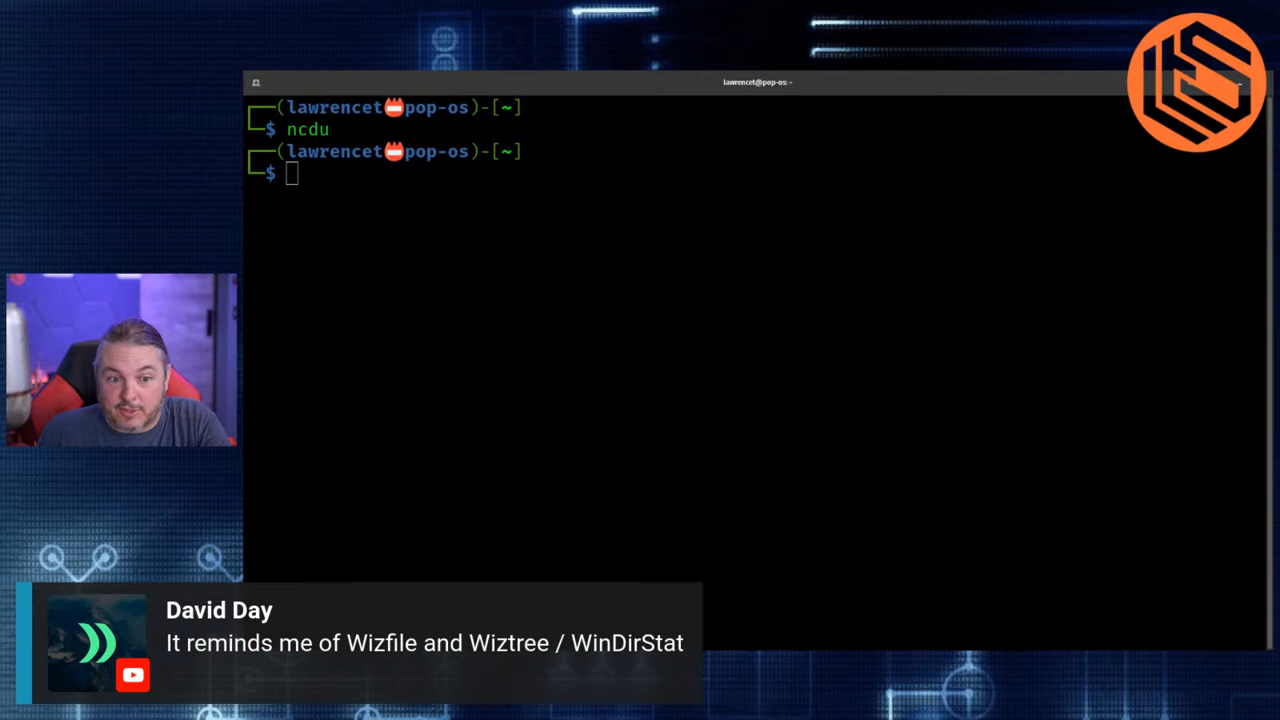 lawrencet@pop-os: ~
┌──(lawrencet📛pop-os)-[~]
└─$ ncdu
┌──(lawrencet📛pop-os)-[~]
└─$
David Day
It reminds me of Wizfile and Wiztree / WinDirStat